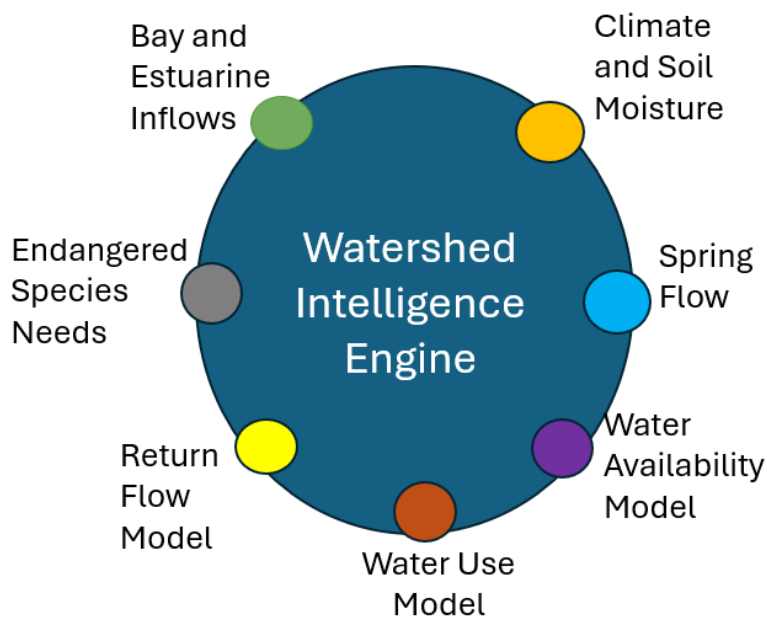 Bay and
Estuarine
Inflows
Climate
and Soil
Moisture
Endangered
Species
Needs
Watershed
Intelligence
Engine
Spring
Flow
Return
Flow
Model
Water
Availability
Model
Water Use
Model